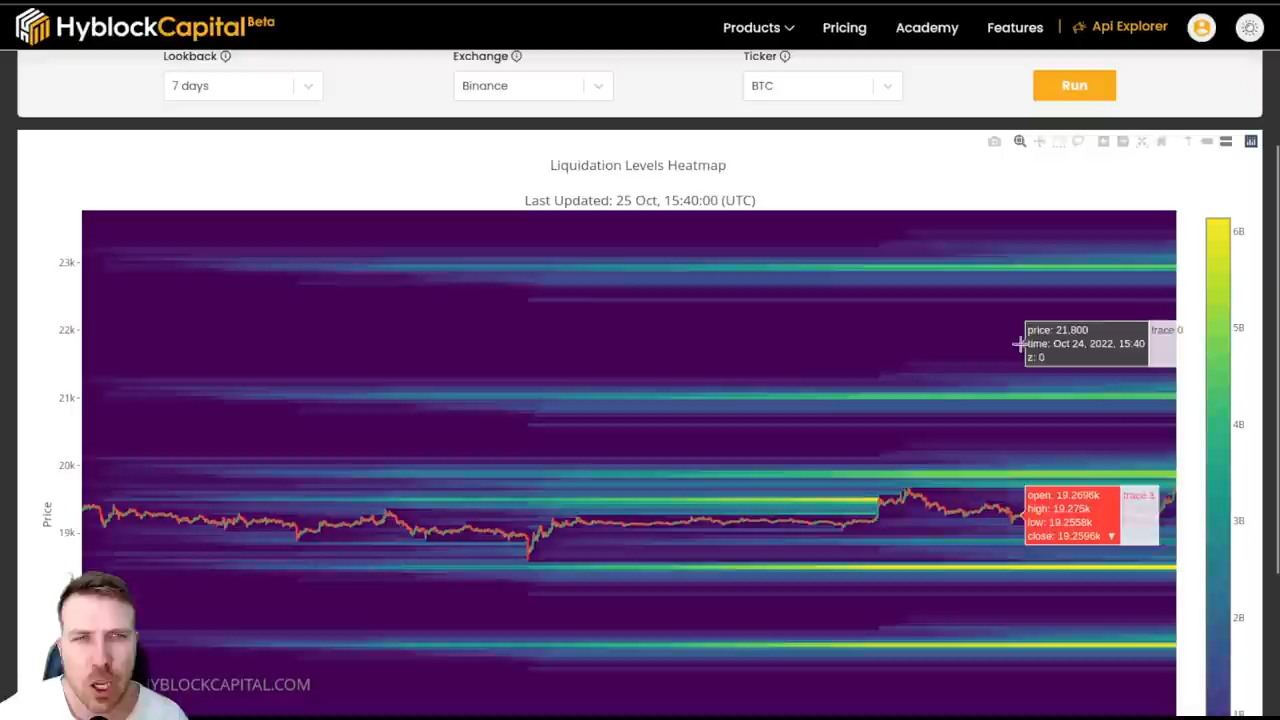 HyblockCapital Beta
Products Pricing Academy Features Api Explorer
Lookback Exchange Ticker
7 days Binance BTC Run
Liquidation Levels Heatmap
Last Updated: 25 Oct, 15:40:00 (UTC)
6B
23k
22k
price: 21,800 trace 0
time: Oct 24, 2022, 15:40
z: 0
5B
21k
4B
20k
Price
open: 19.2696k
high: 19.275k
low: 19.2558k
close: 19.2596k ▼
3B
19k
2B
YBLOCKCAPITAL.COM